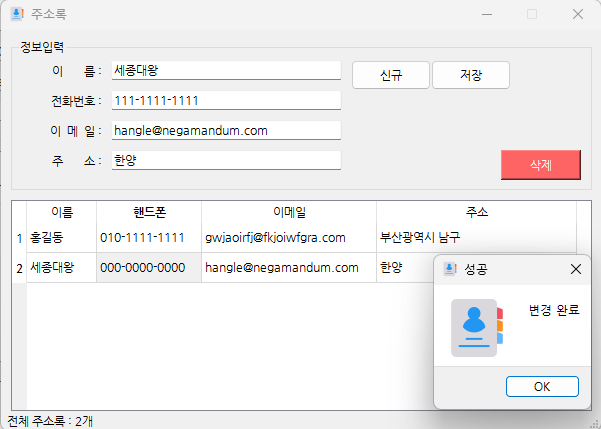 주소록
정보입력
이 름 : 세종대왕 신규 저장
전화번호 : 111-1111-1111
이 메 일 : hangle@negamandum.com
주 소 : 한양 삭제
이름 핸드폰 이메일 주소
1 홍길동 010-1111-1111 gwjaoirfj@fkjoiwfgra.com 부산광역시 남구
2 세종대왕 000-0000-0000 hangle@negamandum.com 한양
성공
변경 완료
OK
전체 주소록 : 2개